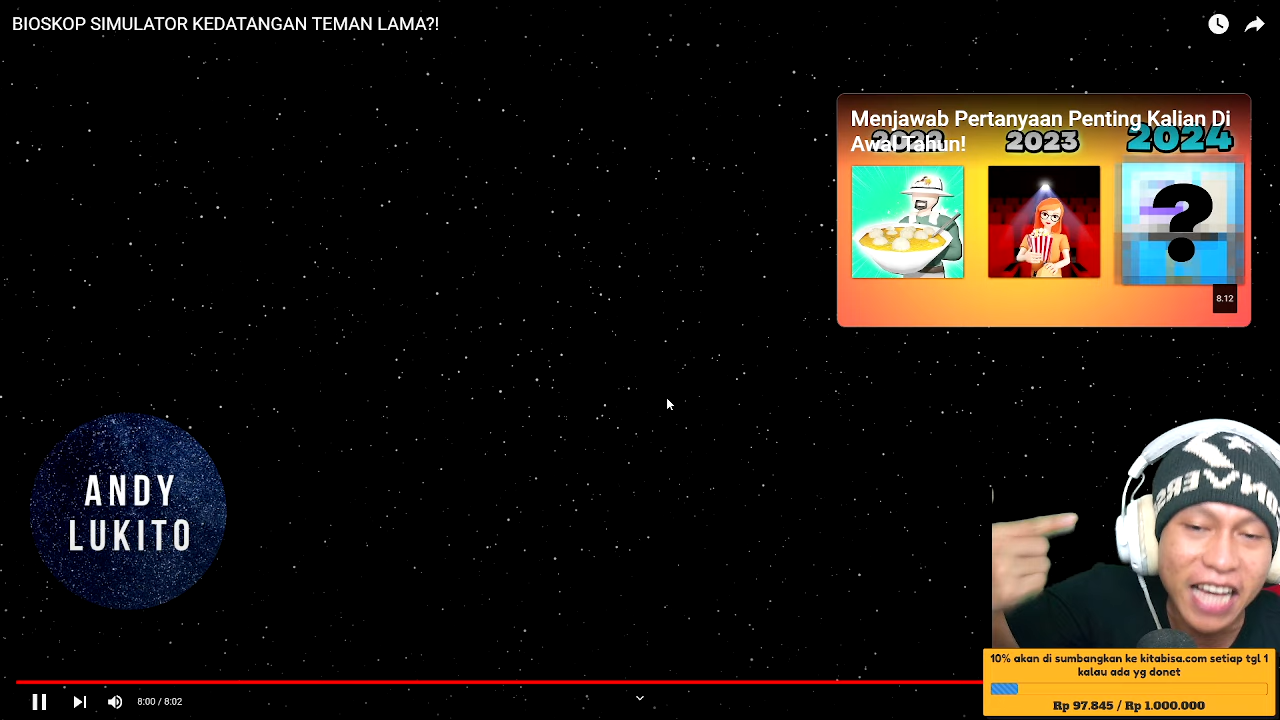 BIOSKOP SIMULATOR KEDATANGAN TEMAN LAMA?!
Menjawab Pertanyaan Penting Kalian Di
Awal Tahun!
2022 2023 2024
?
8.12
ANDY
LUKITO
CONVERS
10% akan di sumbangkan ke kitabisa.com setiap tgl 1
kalau ada yg donet
Rp 97.845 / Rp 1.000.000
8:00 / 8:02